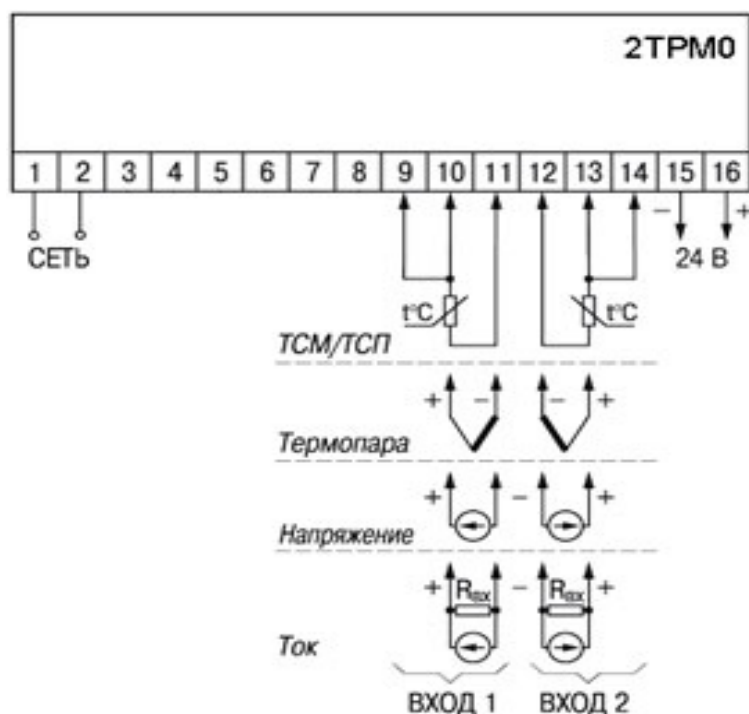 2ТРМ0
1 2 3 4 5 6 7 8 9 10 11 12 13 14 15 16
СЕТЬ
− +
24 В
t°C t°C
ТСМ/ТСП
+ − − +
Термопара
+ − +
Напряжение
+ Rвх − Rвх +
Ток
ВХОД 1 ВХОД 2